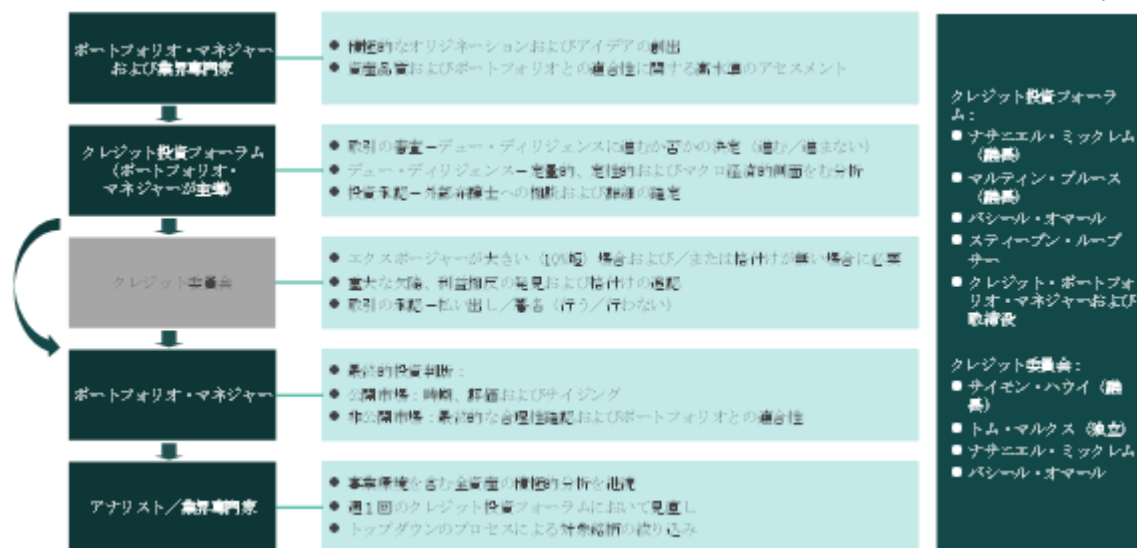 ポートフォリオ・マネジャー
および業界専門家
● 積極的なオリジネーションおよびアイデアの創出
● 資産品質およびポートフォリオとの適合性に関する高水準のアセスメント
クレジット投資フォーラム
(ポートフォリオ・
マネジャーが主導)
● 取引の審査－デュー・ディリジェンスに進むか否かの決定（進む／進まない）
● デュー・ディリジェンス－定量的、定性的およびマクロ経済的側面を含む分析
● 投資承認－外部弁護士への相談および詳細の確定
クレジット委員会
● エクスポージャーが大きい（10%超）場合および／または格付けが無い場合に必要
● 重大な欠陥、利益相反の発見および格付けの
● 取引の承認－払い出し／署名（行う／行わない）
ポートフォリオ・マネジャー
● 最終的投資判断：
● 公開市場：時期、評価およびサイジング
● 非公開市場：最終的な合理性確認およびポートフォリオとの適合性
アナリスト／業界専門家
● 事業環境を含む全資産の積極的分析を
● 週１回のクレジット投資フォーラムにおいて見直し
● トップダウンのプロセスによる対象銘柄の絞り込み
クレジット投資フォーラ
ム：
● ナサニエル・ミックレム
（議長）
● マルティン・ブルース
（議長）
● バシール・オマール
● スティーブン・ルーブ
サー
● クレジット・ポートフォ
リオ・マネジャーおよび
取締役
クレジット委員会：
● サイモン・ハウイ（議
長）
● トム・マルクス（独立）
● ナサニエル・ミックレム
● バシール・オマール